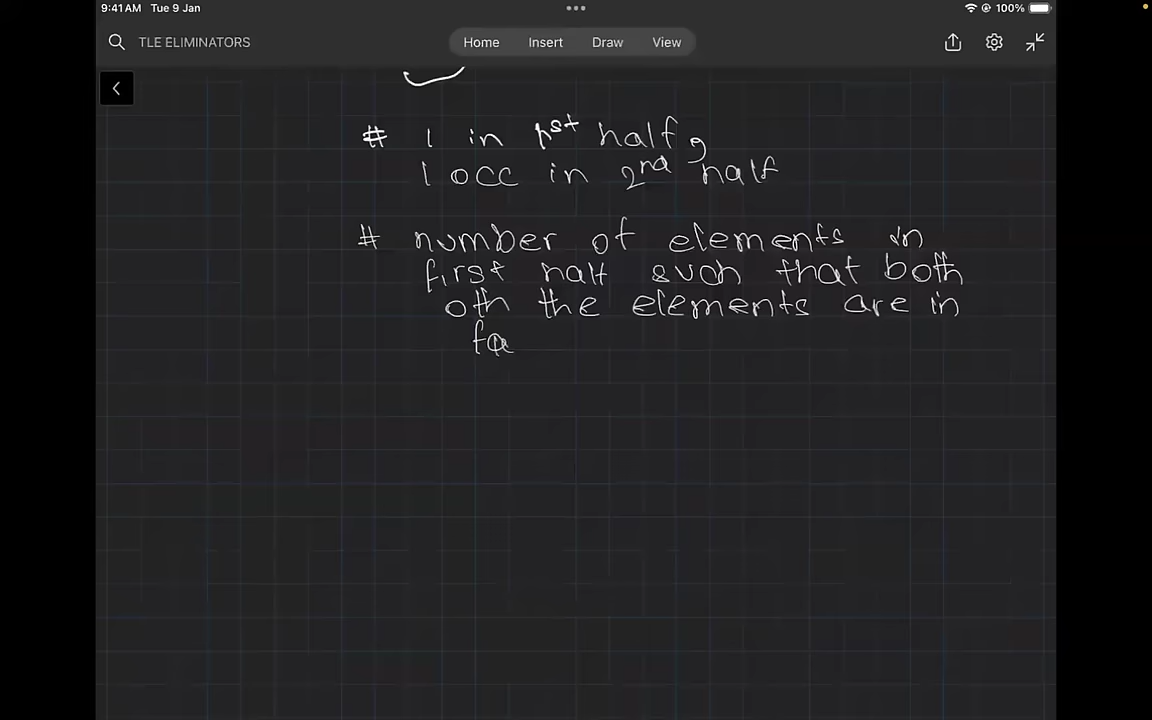 9:41 AM Tue 9 Jan
100%
TLE ELIMINATORS
Home Insert Draw View
# 1 in 1st half,
1 occ in 2nd half
# number of elements in
first half such that both
oth the elements are in